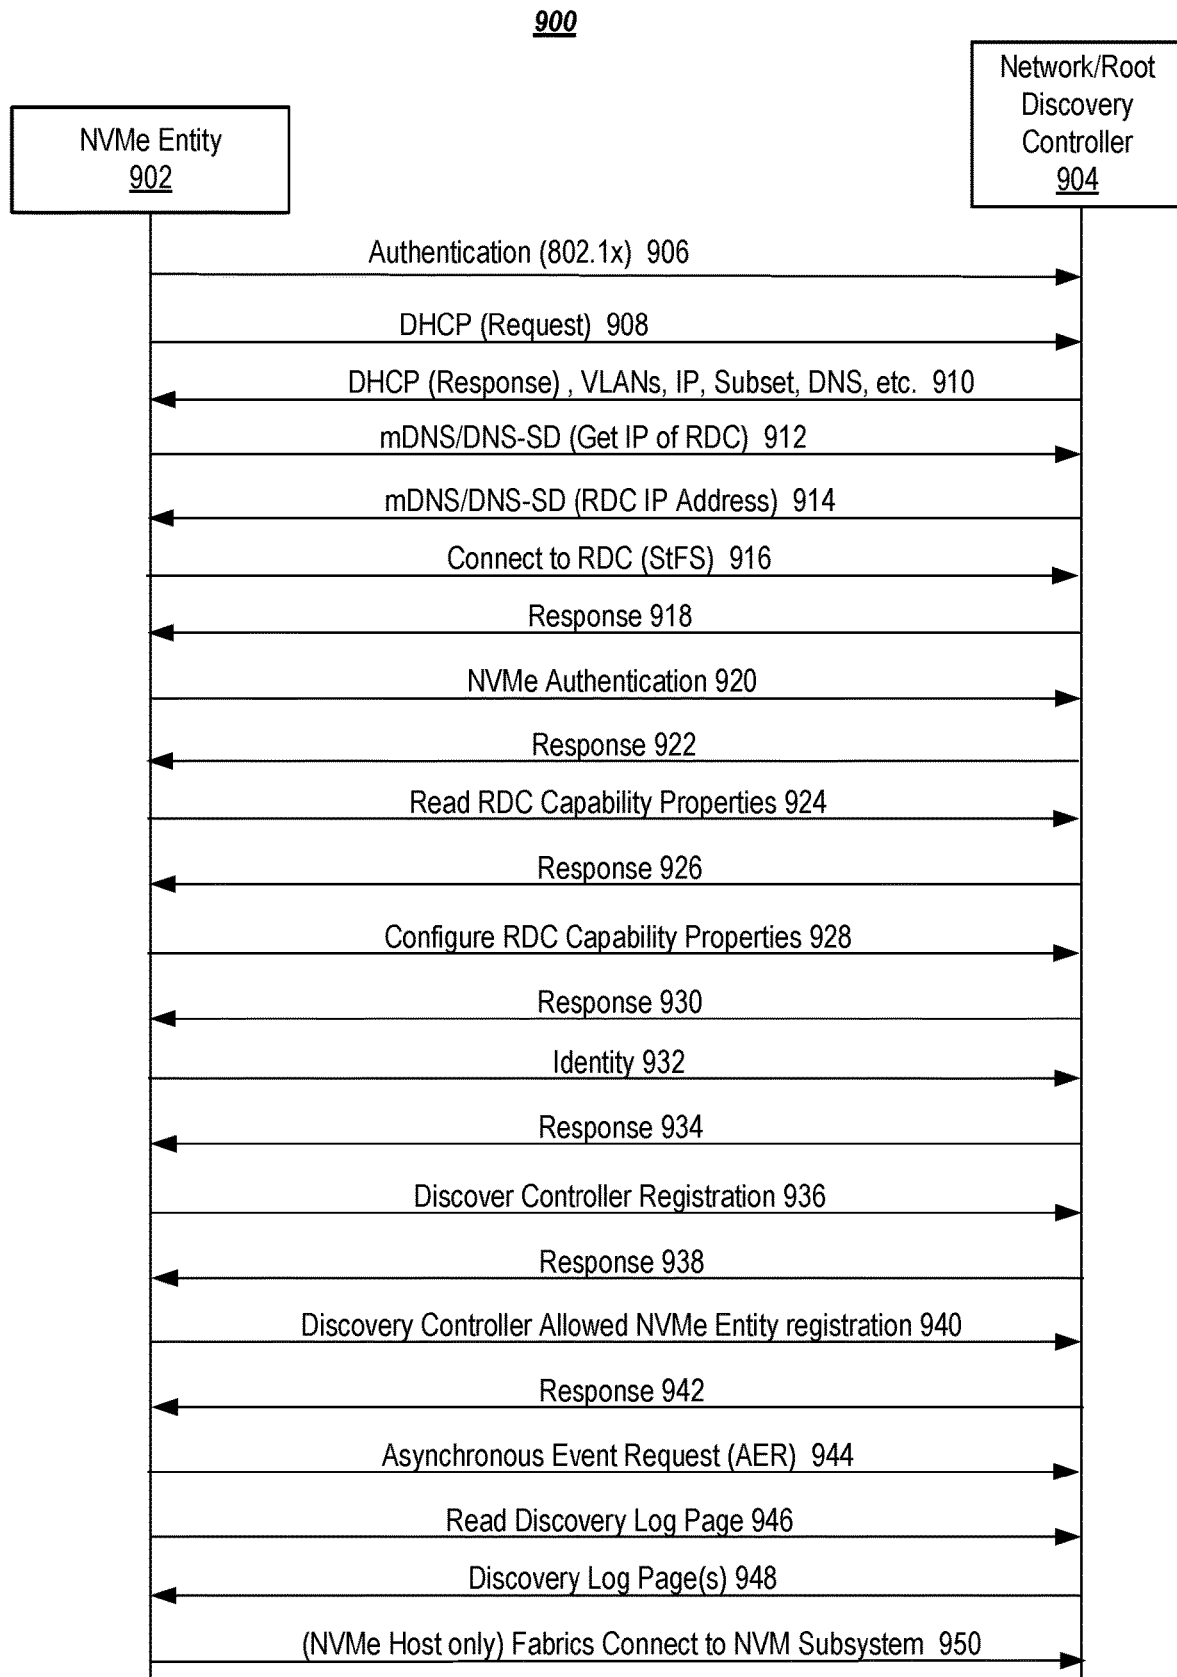 900
Network/Root
Discovery
Controller
904
NVMe Entity
902
Authentication (802.1x) 906
DHCP (Request) 908
DHCP (Response) , VLANs, IP, Subset, DNS, etc. 910
mDNS/DNS-SD (Get IP of RDC) 912
mDNS/DNS-SD (RDC IP Address) 914
Connect to RDC (StFS) 916
Response 918
NVMe Authentication 920
Response 922
Read RDC Capability Properties 924
Response 926
Configure RDC Capability Properties 928
Response 930
Identity 932
Response 934
Discover Controller Registration 936
Response 938
Discovery Controller Allowed NVMe Entity registration 940
Response 942
Asynchronous Event Request (AER) 944
Read Discovery Log Page 946
Discovery Log Page(s) 948
(NVMe Host only) Fabrics Connect to NVM Subsystem 950